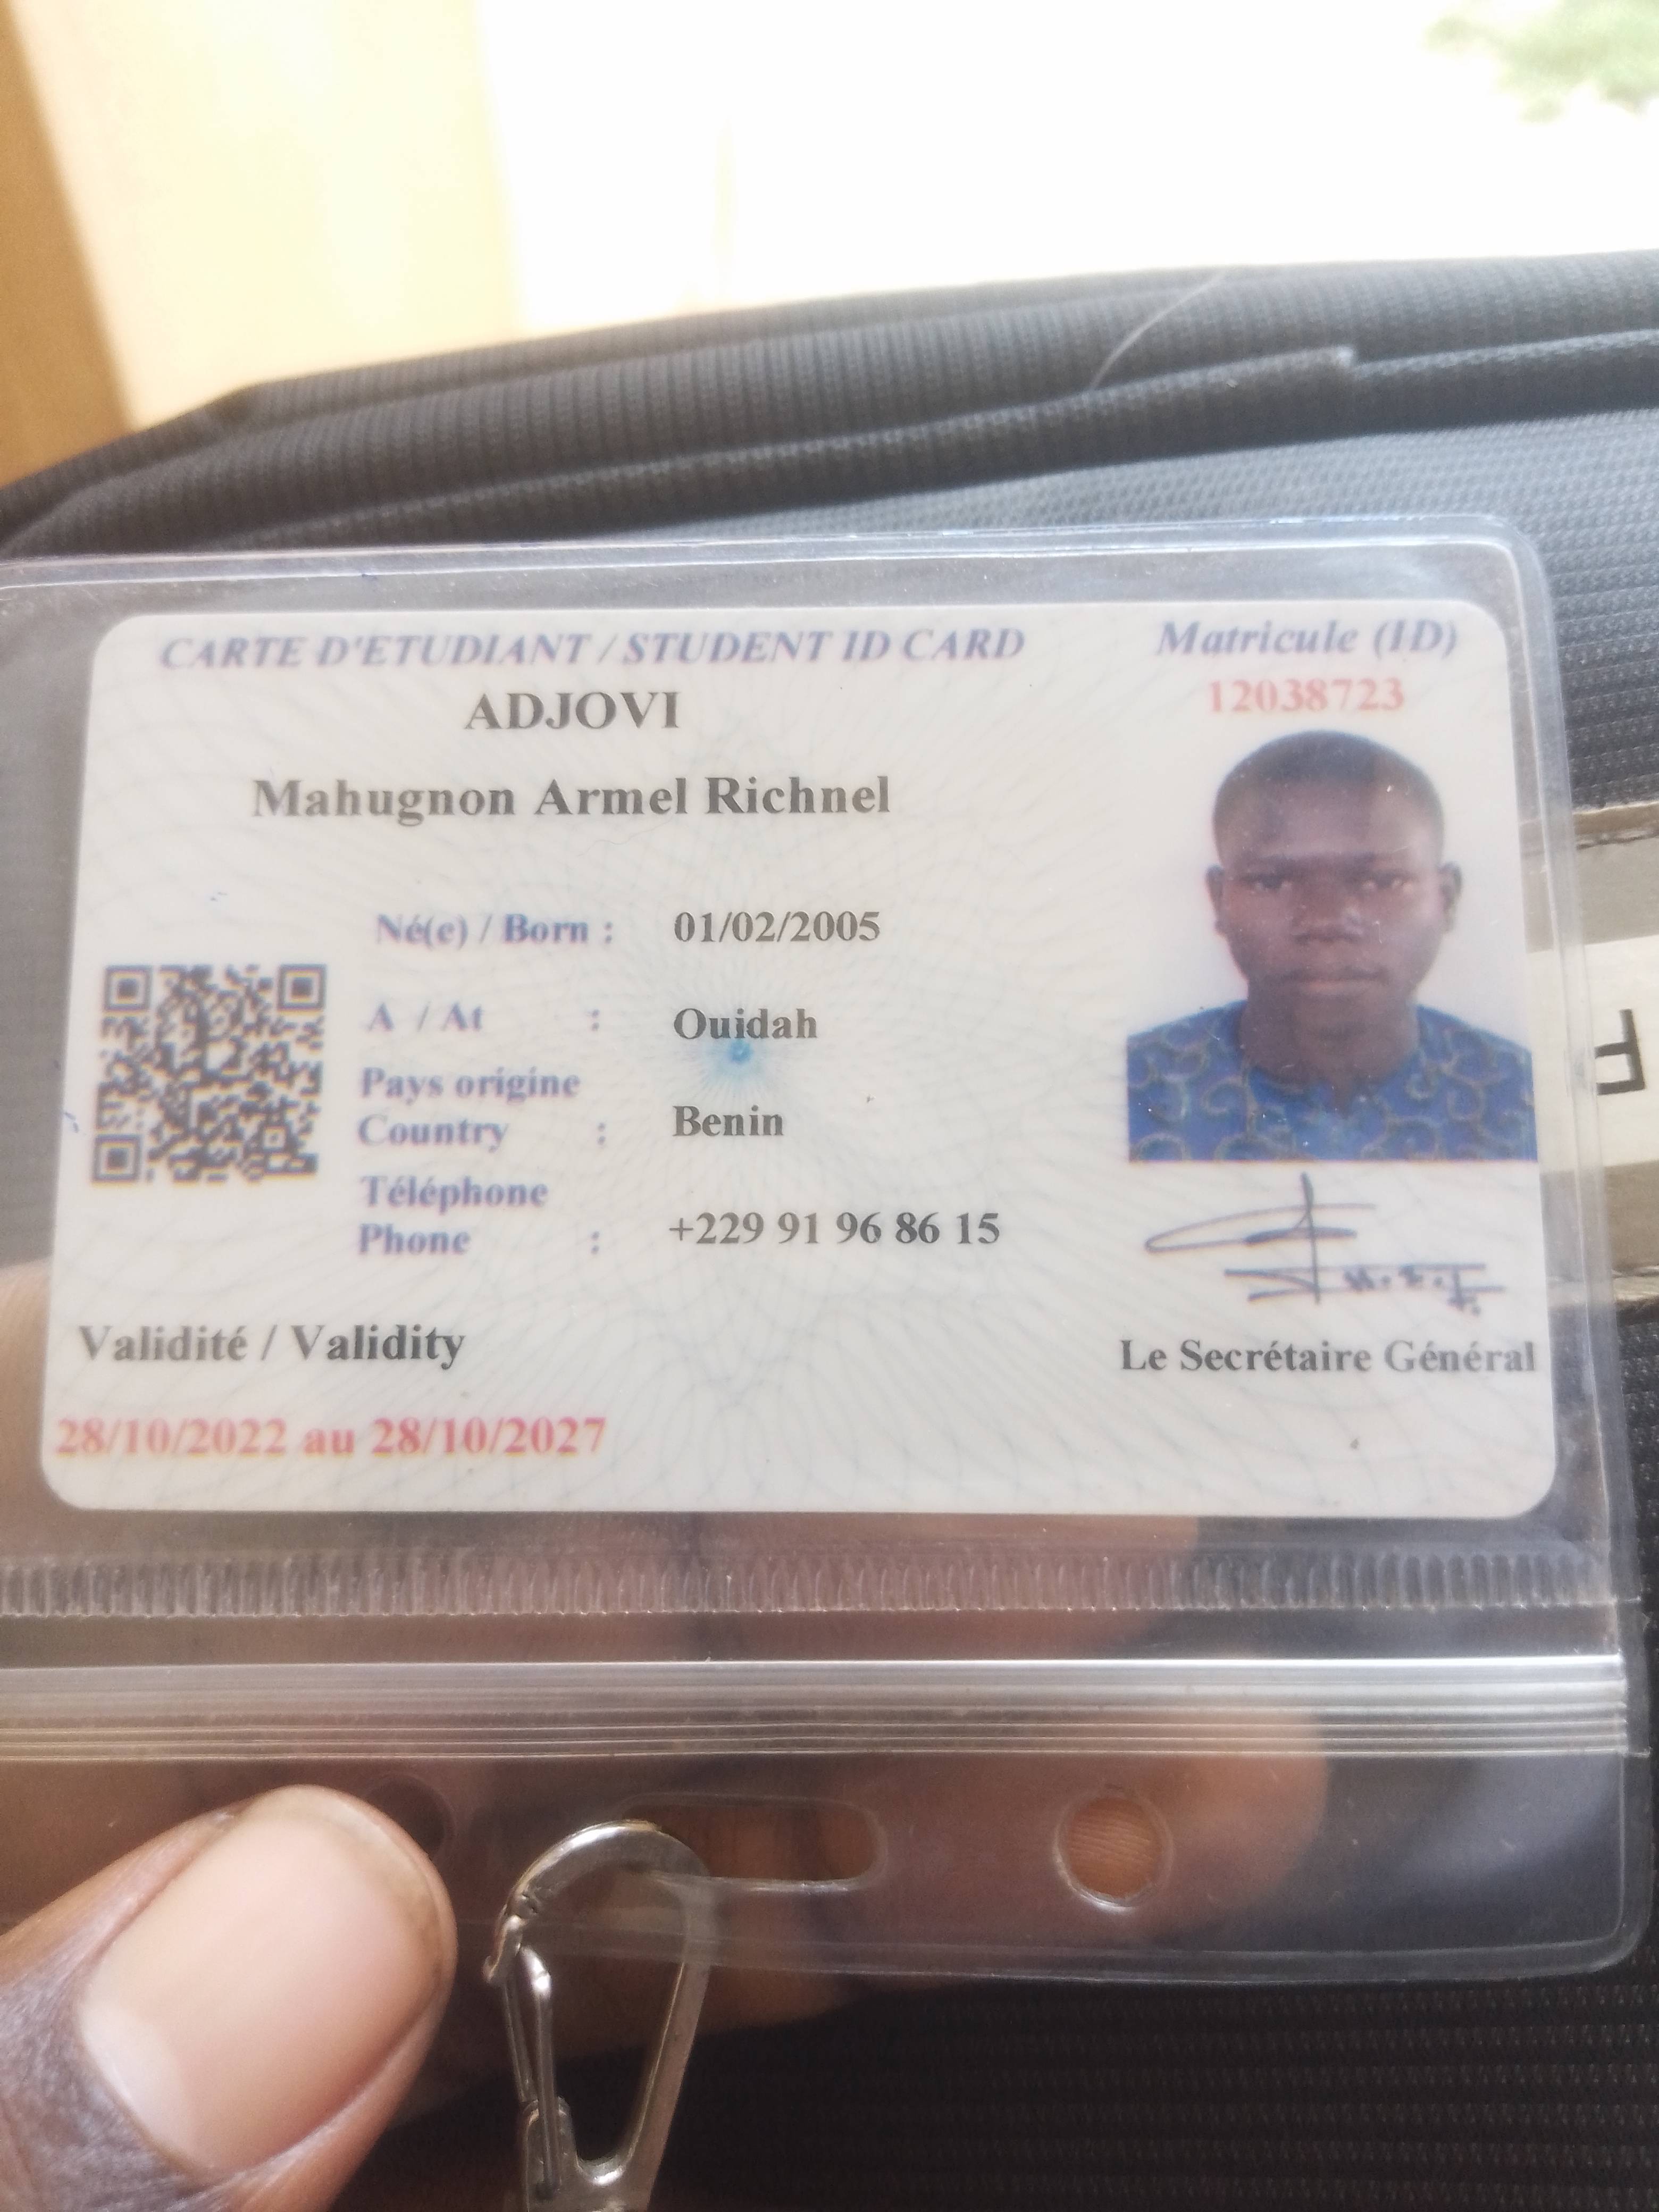 CARTE D'ETUDIANT / STUDENT ID CARD
Matricule (ID)
12038723
ADJOVI
Mahugnon Armel Richnel
Né(e) / Born : 01/02/2005
A / At : Ouidah
Pays origine
Country : Benin
Téléphone
Phone : +229 91 96 86 15
Validité / Validity
28/10/2022 au 28/10/2027
Le Secrétaire Général